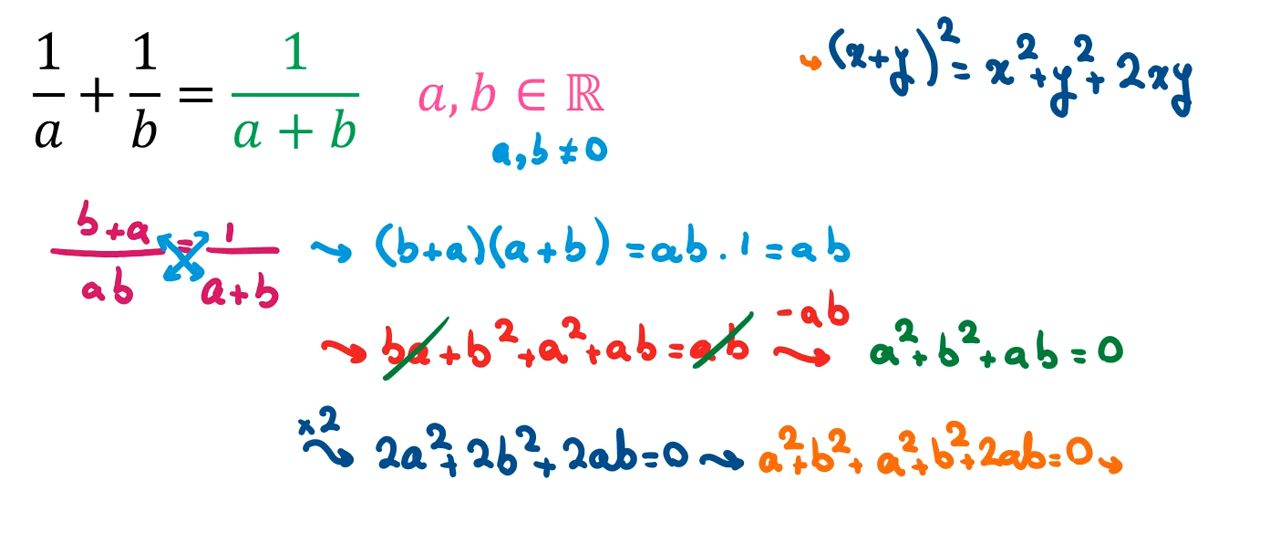 1/a + 1/b = 1/(a + b) a, b ∈ ℝ
a, b ≠ 0
→ (x+y)² = x² + y² + 2xy
(b+a)/(ab) = 1/(a+b) → (b+a)(a+b) = ab . 1 = ab
→ ba + b² + a² + ab = ab -ab → a² + b² + ab = 0
×2 → 2a² + 2b² + 2ab = 0 → a² + b² + a² + b² + 2ab = 0 →